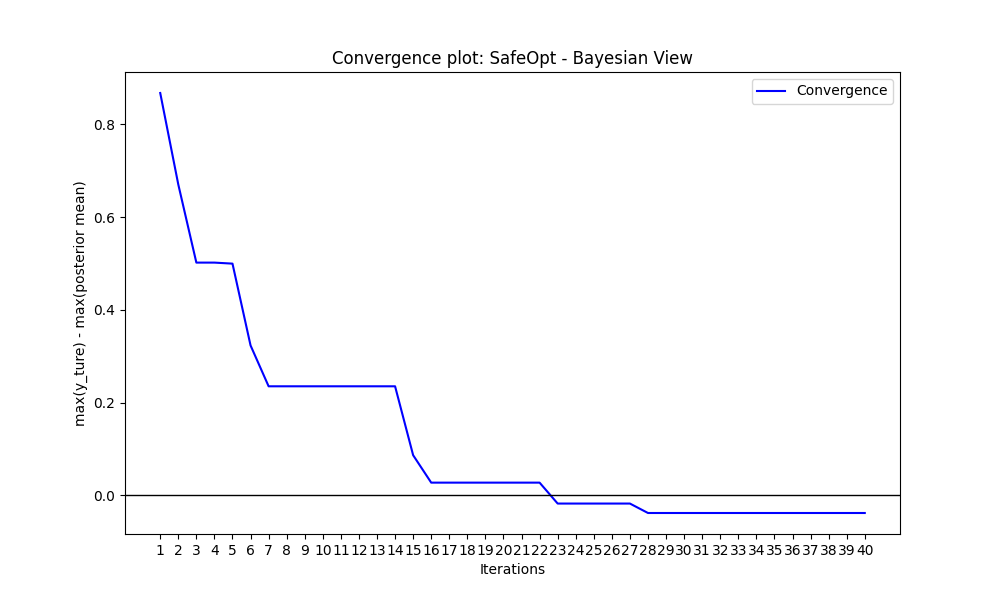 Convergence plot: SafeOpt - Bayesian View
Convergence
max(y_ture) - max(posterior mean)
0.8
0.6
0.4
0.2
0.0
1 2 3 4 5 6 7 8 9 10 11 12 13 14 15 16 17 18 19 20 21 22 23 24 25 26 27 28 29 30 31 32 33 34 35 36 37 38 39 40
Iterations